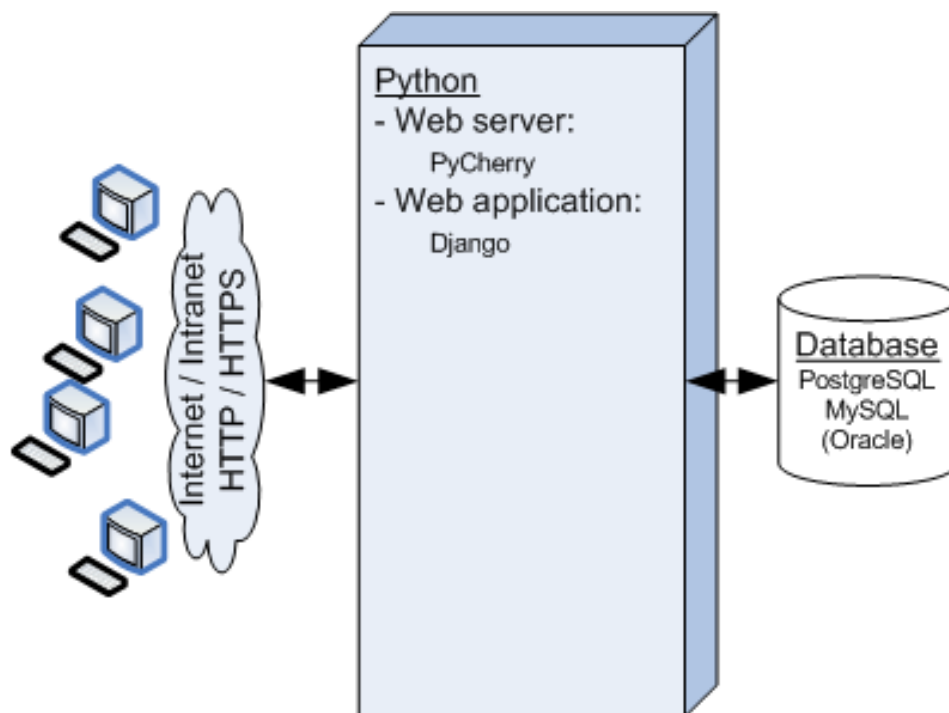 Python
- Web server:
PyCherry
- Web application:
Django
Internet / Intranet
HTTP / HTTPS
Database
PostgreSQL
MySQL
(Oracle)